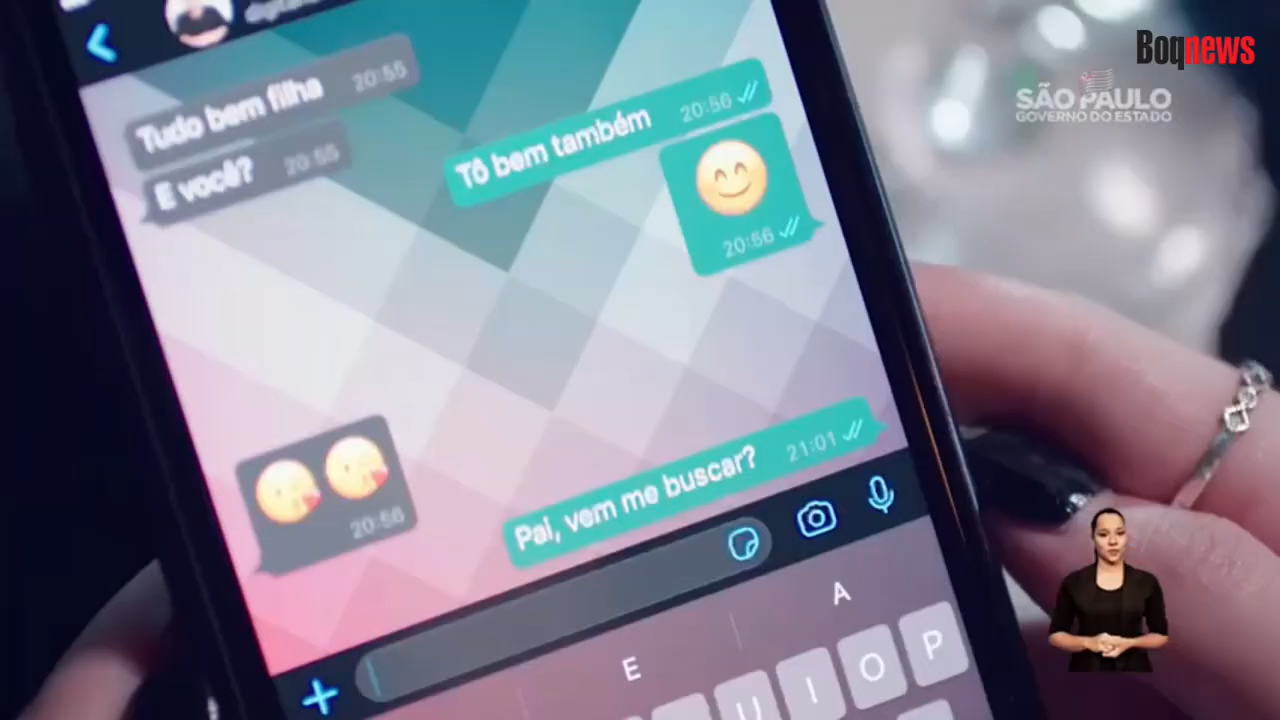 Boqnews
SÃO PAULO
GOVERNO DO ESTADO
Tudo bem filha 20:55
E você? 20:55
Tô bem também 20:56
20:56
20:56
Pai, vem me buscar? 21:01
E
A
U I O P